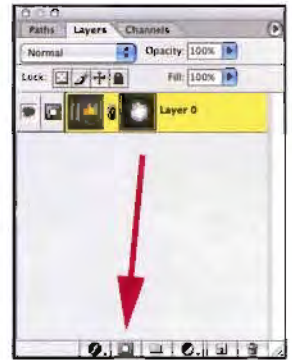 Paths Layers Channels
Normal Opacity: 100%
Lock: Fill: 100%
Layer 0